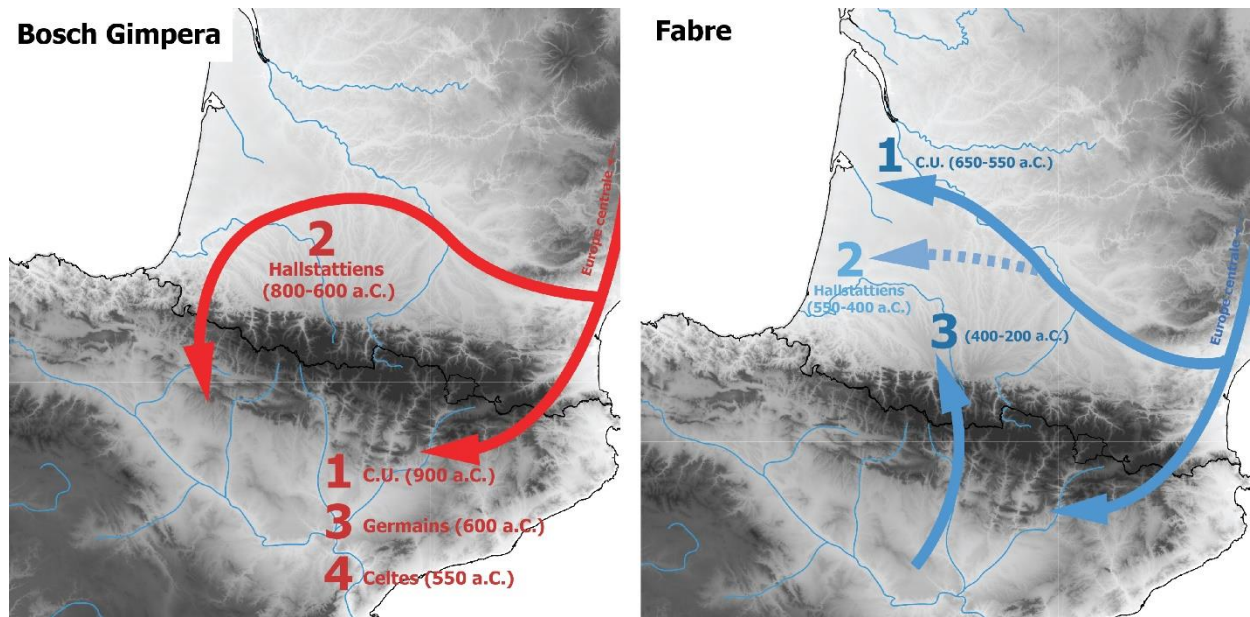 Bosch Gimpera
Europe centrale
2
Hallstattiens
(800-600 a.C.)
1 C.U. (900 a.C.)
3 Germains (600 a.C.)
4 Celtes (550 a.C.)
Fabre
1 C.U. (650-550 a.C.)
Europe centrale
2
Hallstattiens
(550-400 a.C.)
3 (400-200 a.C.)